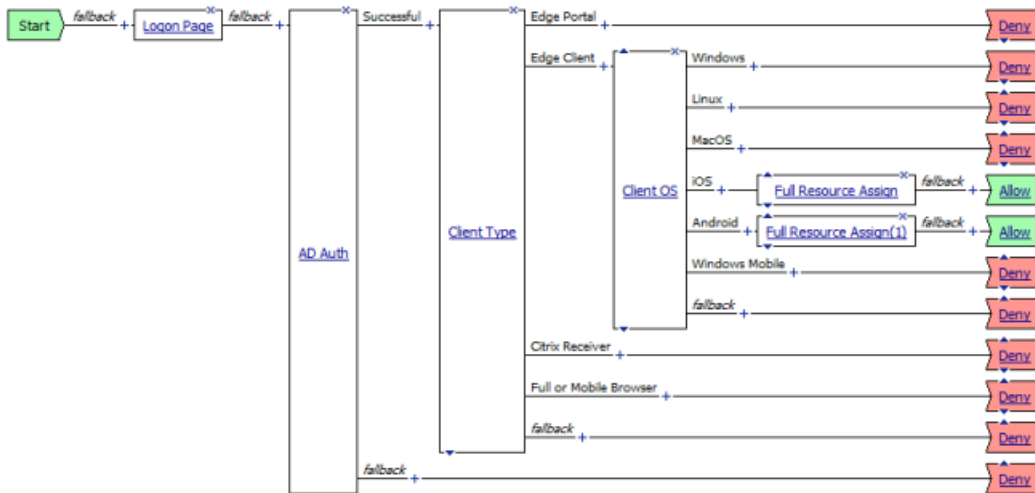 Start fallback + Logon Page fallback + AD Auth Successful + Client Type Edge Portal + Deny
Edge Client + Client OS Windows + Deny
Linux + Deny
MacOS + Deny
iOS + Full Resource Assign fallback + Allow
Android + Full Resource Assign(1) fallback + Allow
Windows Mobile + Deny
fallback + Deny
Citrix Receiver + Deny
Full or Mobile Browser + Deny
fallback + Deny
fallback + Deny